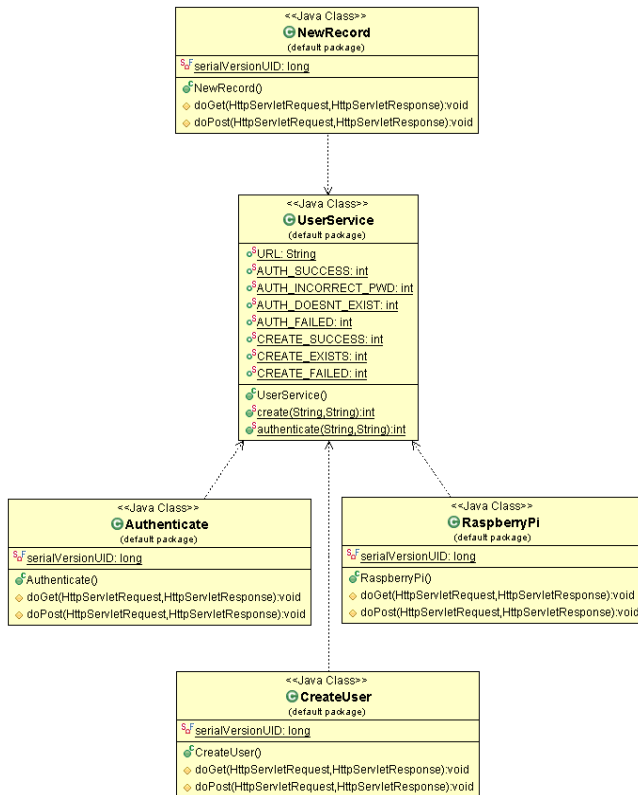 <<Java Class>>
NewRecord
(default package)
serialVersionUID: long
NewRecord()
doGet(HttpServletRequest,HttpServletResponse):void
doPost(HttpServletRequest,HttpServletResponse):void
<<Java Class>>
UserService
(default package)
URL: String
AUTH_SUCCESS: int
AUTH_INCORRECT_PWD: int
AUTH_DOESNT_EXIST: int
AUTH_FAILED: int
CREATE_SUCCESS: int
CREATE_EXISTS: int
CREATE_FAILED: int
UserService()
create(String,String):int
authenticate(String,String):int
<<Java Class>>
Authenticate
(default package)
serialVersionUID: long
Authenticate()
doGet(HttpServletRequest,HttpServletResponse):void
doPost(HttpServletRequest,HttpServletResponse):void
<<Java Class>>
RaspberryPi
(default package)
serialVersionUID: long
RaspberryPi()
doGet(HttpServletRequest,HttpServletResponse):void
doPost(HttpServletRequest,HttpServletResponse):void
<<Java Class>>
CreateUser
(default package)
serialVersionUID: long
CreateUser()
doGet(HttpServletRequest,HttpServletResponse):void
doPost(HttpServletRequest,HttpServletResponse):void